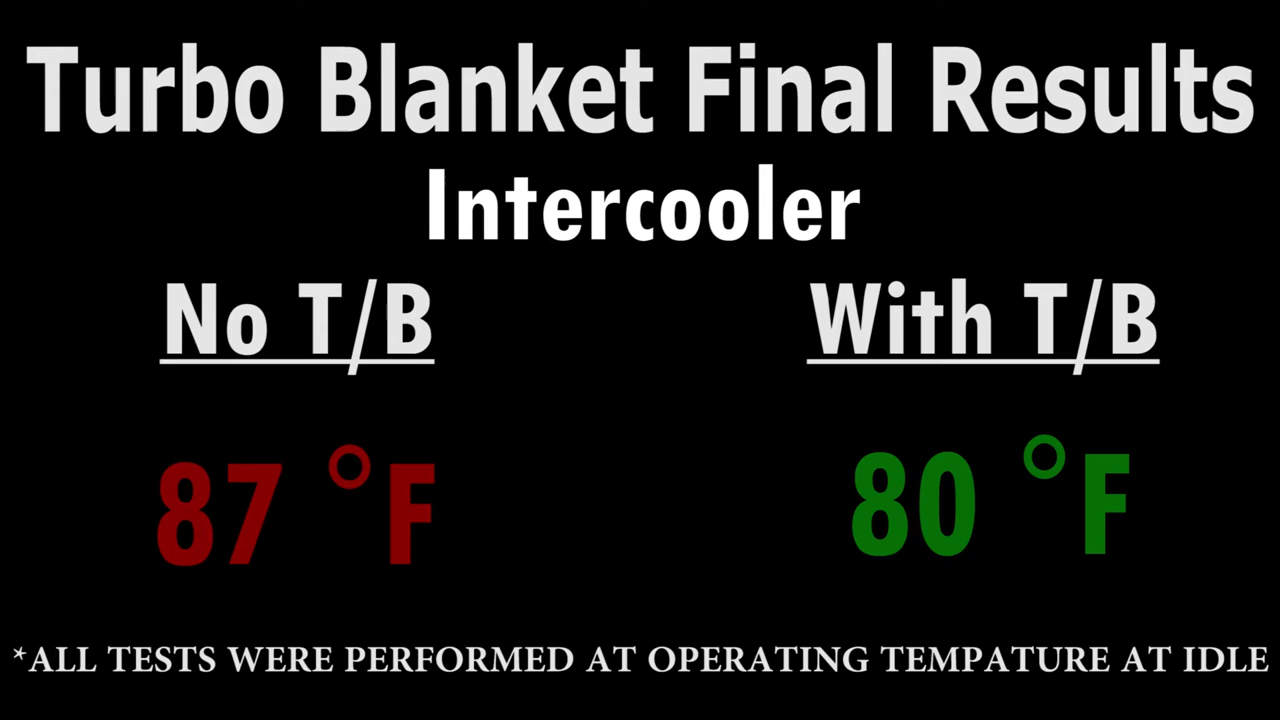 Turbo Blanket Final Results
Intercooler
No T/B With T/B
87 °F 80 °F
*ALL TESTS WERE PERFORMED AT OPERATING TEMPATURE AT IDLE